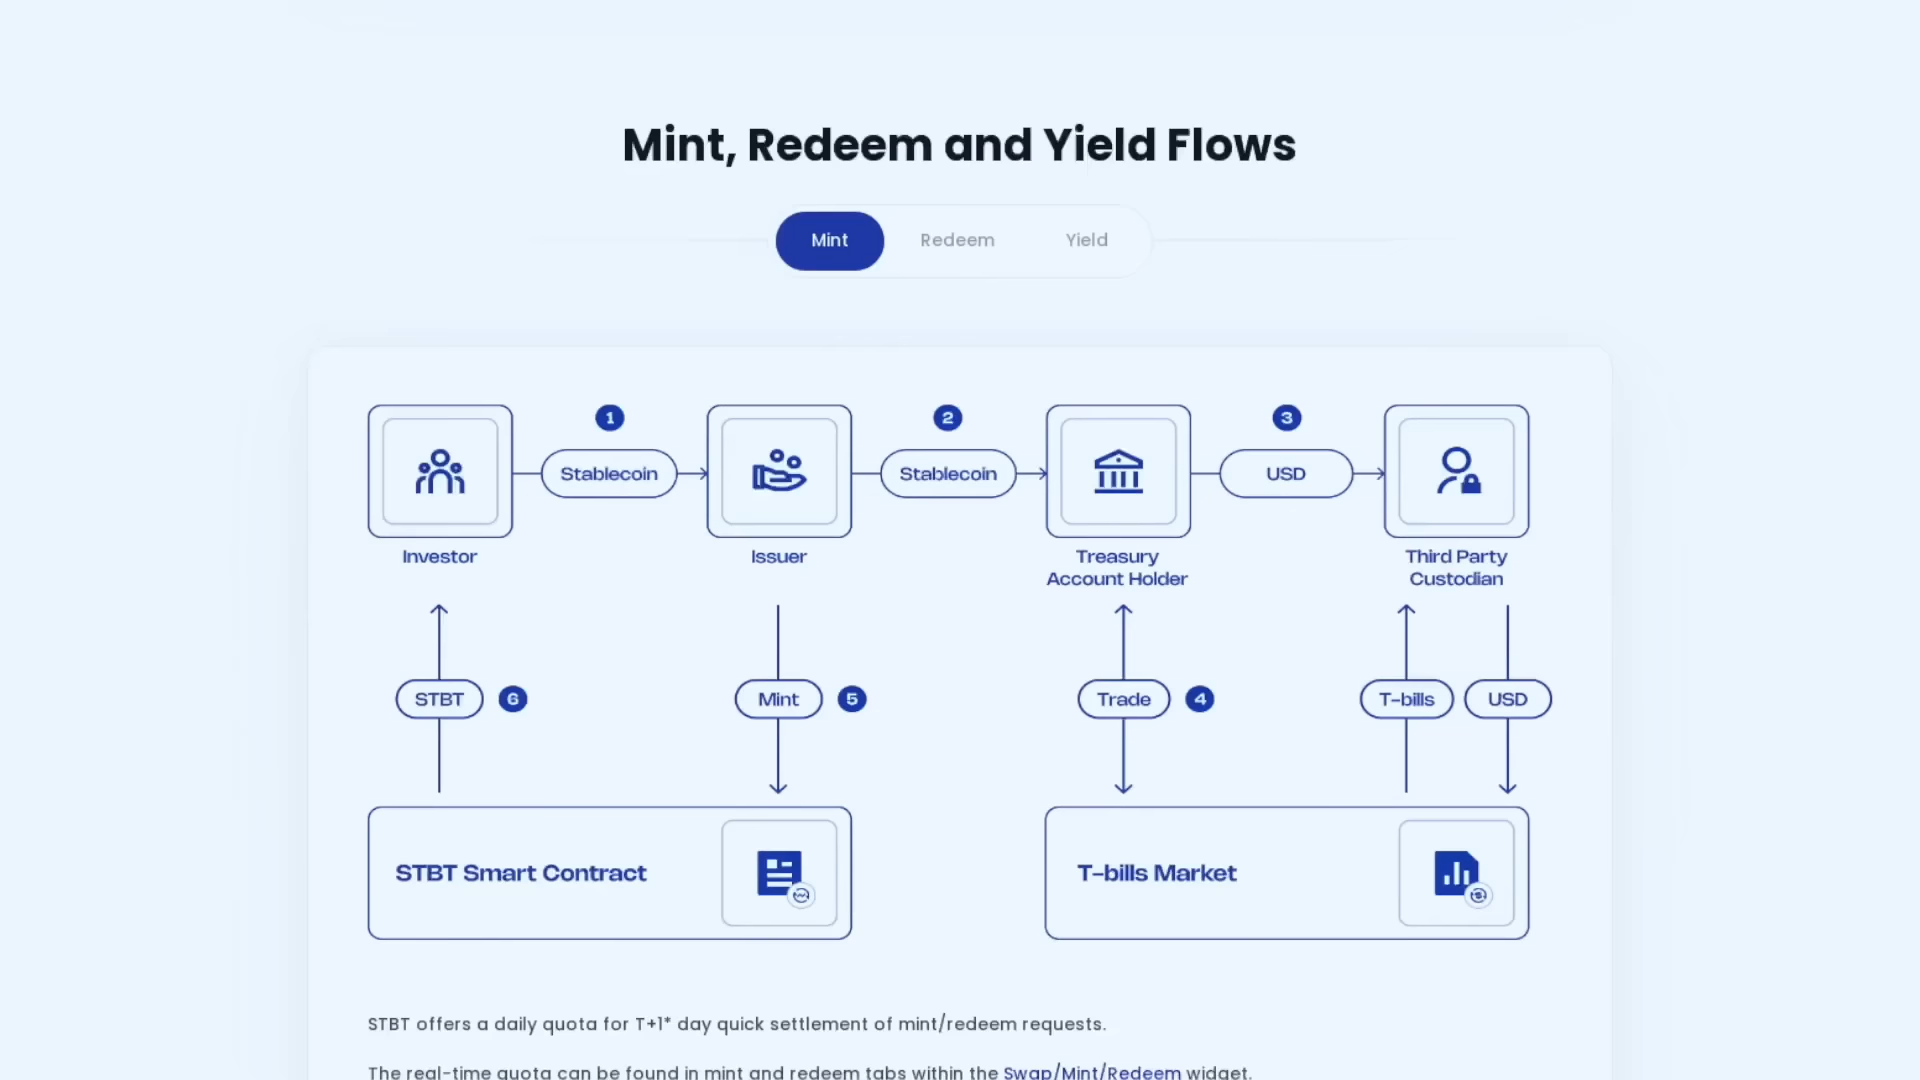 Mint, Redeem and Yield Flows
Mint Redeem Yield
1 2 3
Stablecoin Stablecoin USD
Investor Issuer Treasury Account Holder Third Party Custodian
STBT 6 Mint 5 Trade 4 T-bills USD
STBT Smart Contract T-bills Market
STBT offers a daily quota for T+1* day quick settlement of mint/redeem requests.
The real-time quota can be found in mint and redeem tabs within the Swap/Mint/Redeem widget.